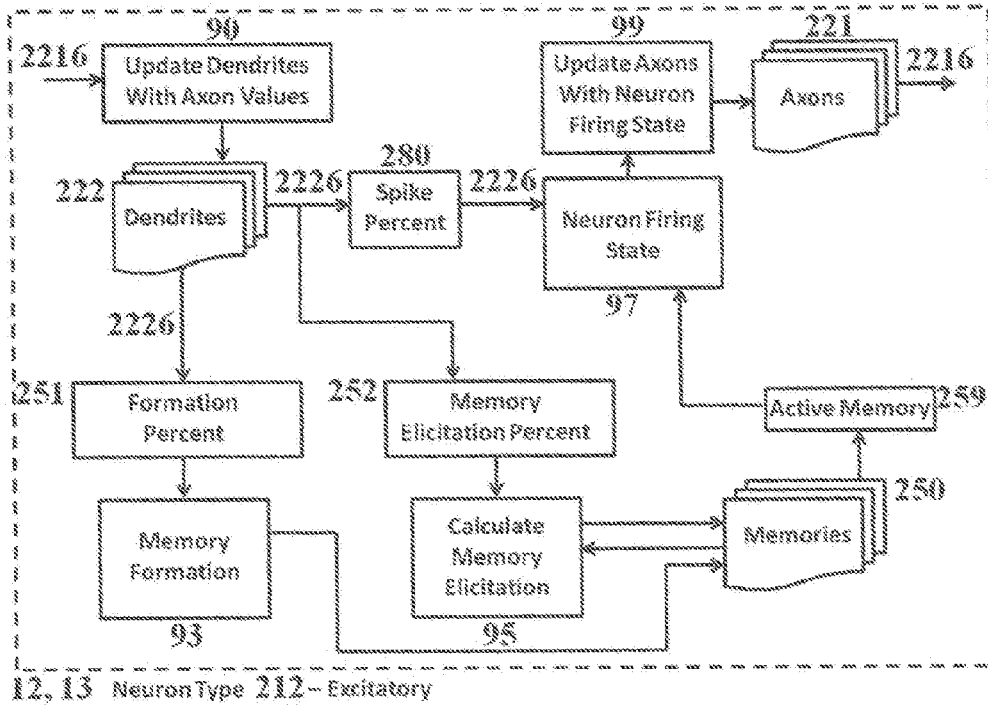 90
2216
Update Dendrites
With Axon Values
99
Update Axons
With Neuron
Firing State
221
2216
Axons
222
Dendrites
2226
280
Spike
Percent
2226
Neuron Firing
State
97
2226
251
Formation
Percent
252
Memory
Elicitation Percent
Active Memory
259
Memory
Formation
93
Calculate
Memory
Elicitation
95
250
Memories
12, 13 Neuron Type 212 – Excitatory